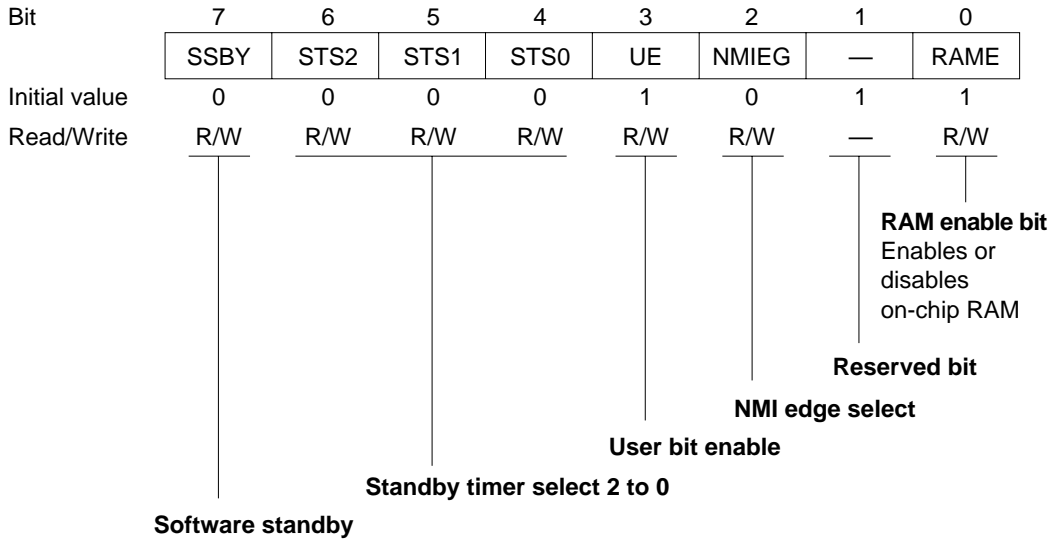 Bit 7 6 5 4 3 2 1 0
SSBY STS2 STS1 STS0 UE NMIEG — RAME
Initial value 0 0 0 0 1 0 1 1
Read/Write R/W R/W R/W R/W R/W R/W — R/W
RAM enable bit
Enables or
disables
on-chip RAM
Reserved bit
NMI edge select
User bit enable
Standby timer select 2 to 0
Software standby